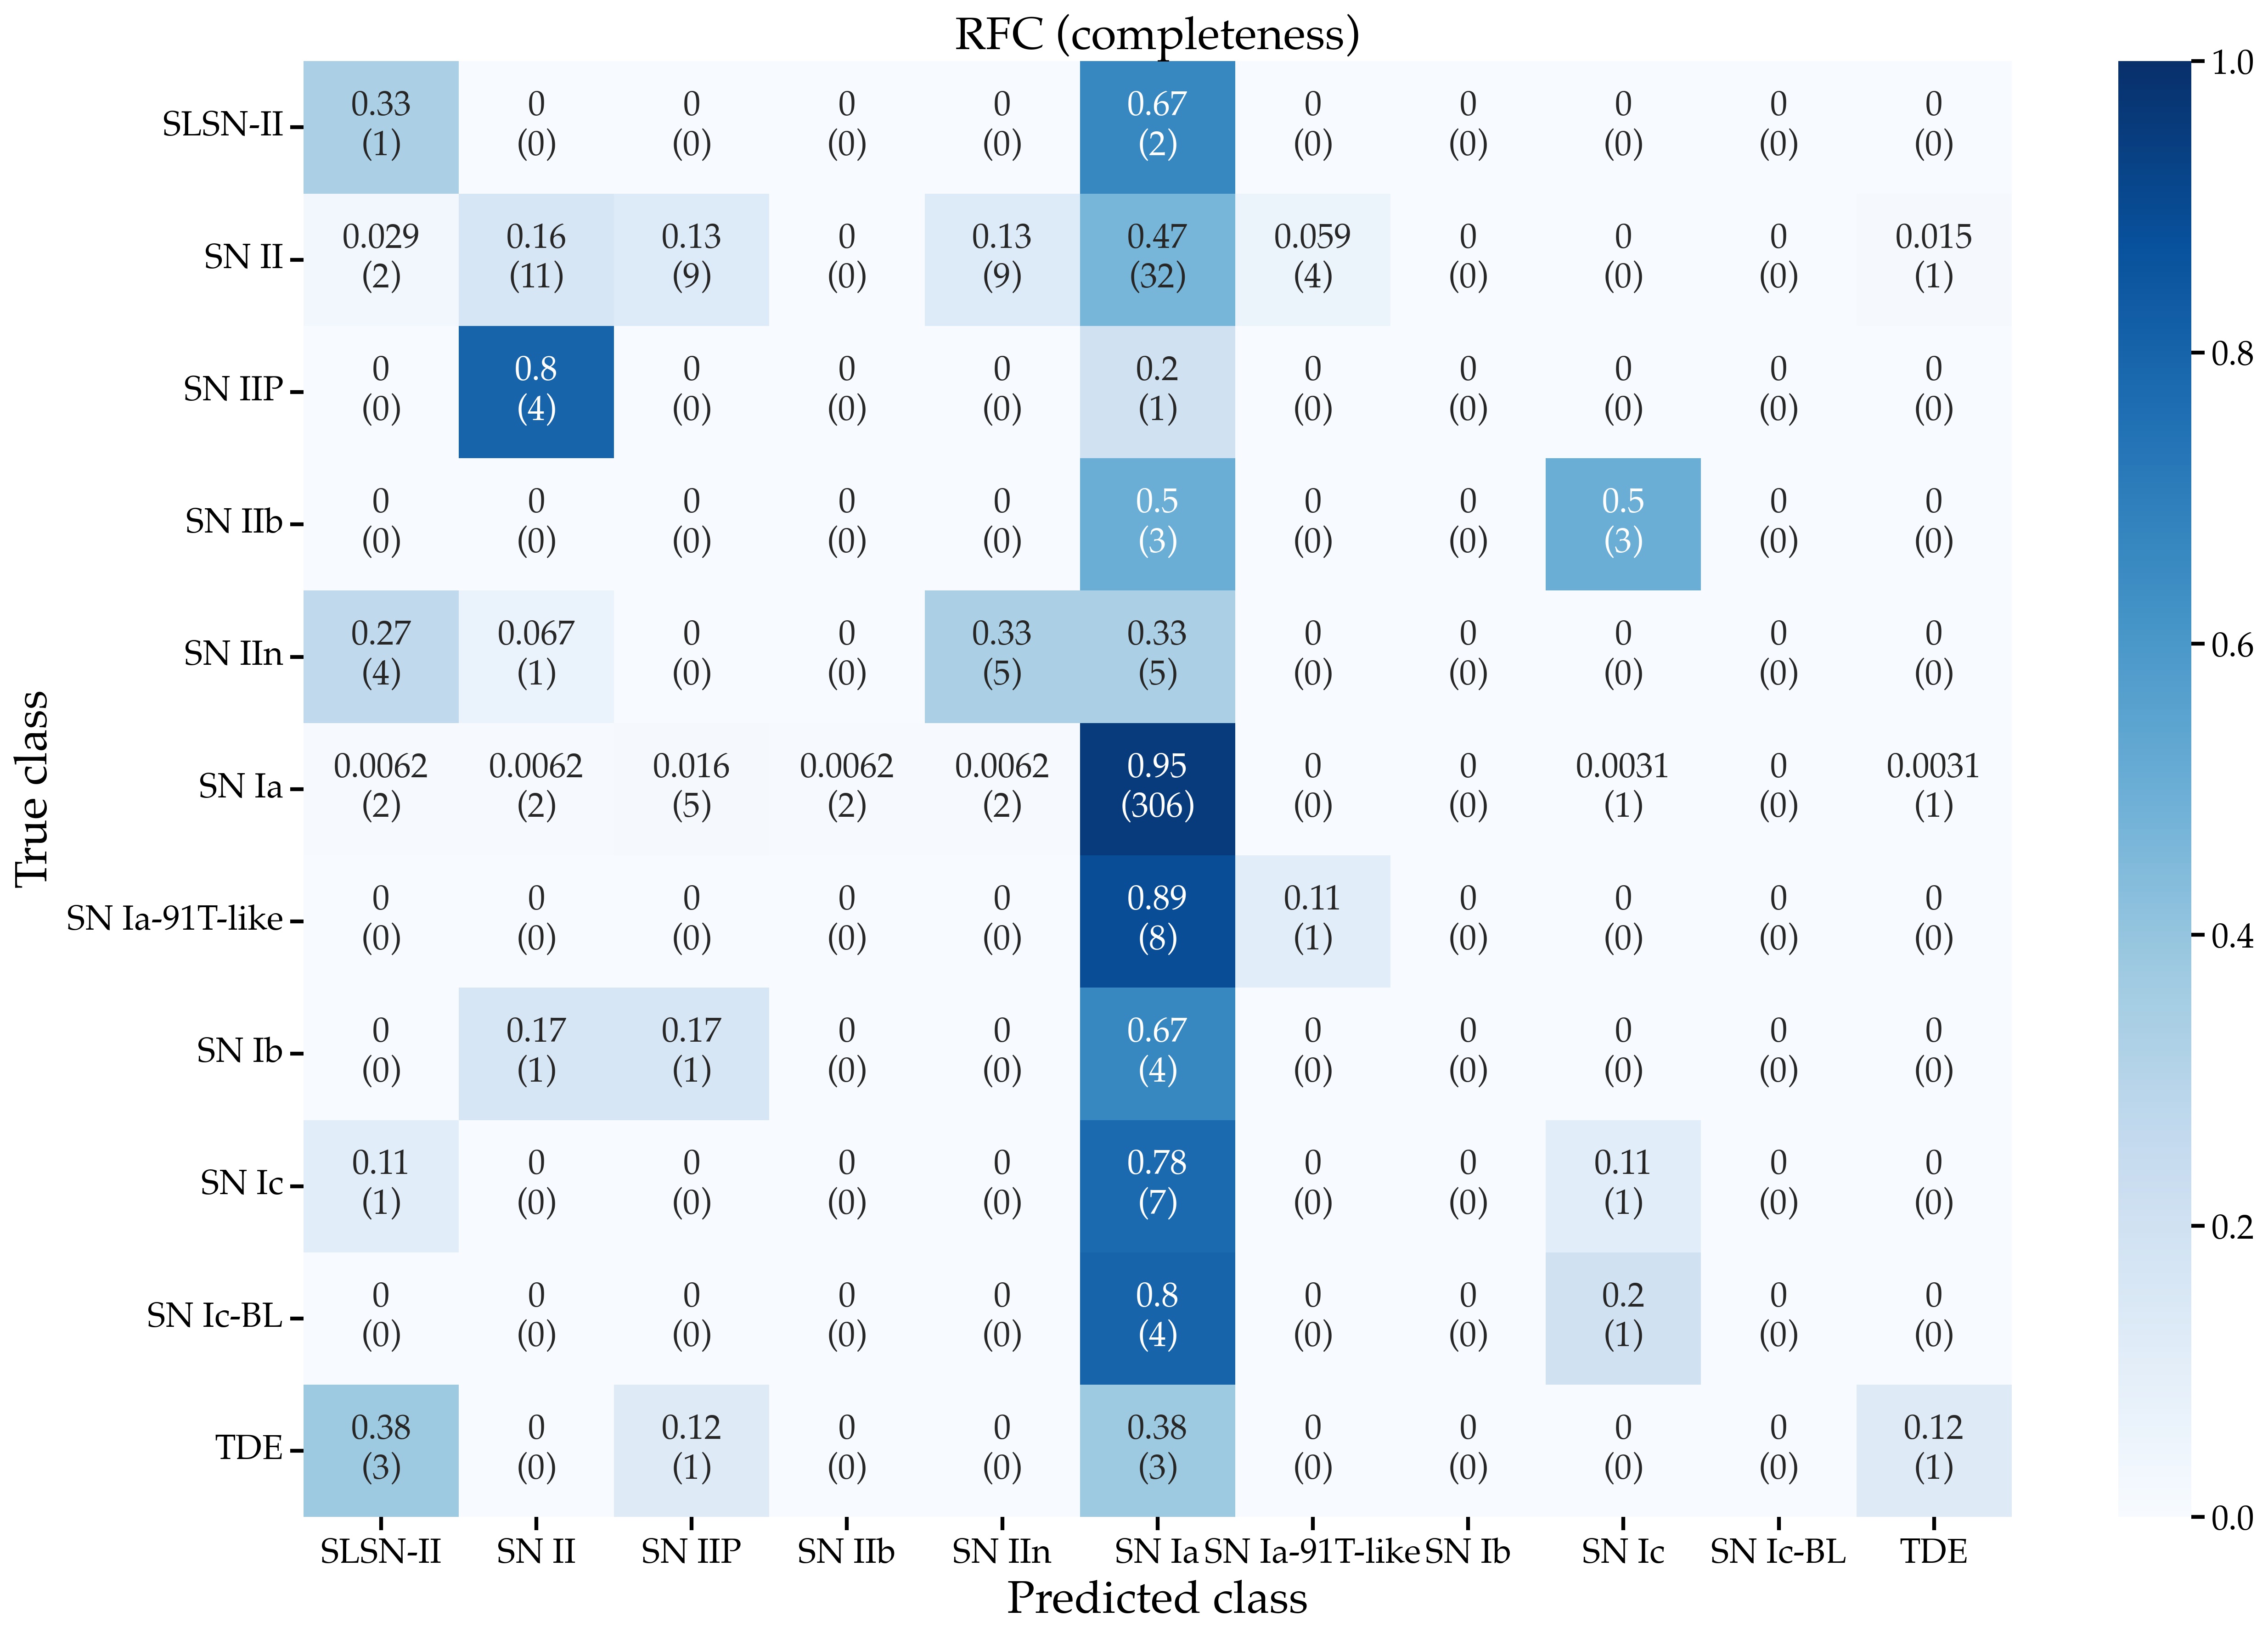 RFC (completeness)
SLSN-II 0.33 0 0 0 0 0.67 0 0 0 0 0
(1) (0) (0) (0) (0) (2) (0) (0) (0) (0) (0)
SN II 0.029 0.16 0.13 0 0.13 0.47 0.059 0 0 0 0.015
(2) (11) (9) (0) (9) (32) (4) (0) (0) (0) (1)
SN IIP 0 0.8 0 0 0 0.2 0 0 0 0 0
(0) (4) (0) (0) (0) (1) (0) (0) (0) (0) (0)
SN IIb 0 0 0 0 0 0.5 0 0 0.5 0 0
(0) (0) (0) (0) (0) (3) (0) (0) (3) (0) (0)
SN IIn 0.27 0.067 0 0 0.33 0.33 0 0 0 0 0
(4) (1) (0) (0) (5) (5) (0) (0) (0) (0) (0)
SN Ia 0.0062 0.0062 0.016 0.0062 0.0062 0.95 0 0 0.0031 0 0.0031
(2) (2) (5) (2) (2) (306) (0) (0) (1) (0) (1)
SN Ia-91T-like 0 0 0 0 0 0.89 0.11 0 0 0 0
(0) (0) (0) (0) (0) (8) (1) (0) (0) (0) (0)
SN Ib 0 0.17 0.17 0 0 0.67 0 0 0 0 0
(0) (1) (1) (0) (0) (4) (0) (0) (0) (0) (0)
SN Ic 0.11 0 0 0 0 0.78 0 0 0.11 0 0
(1) (0) (0) (0) (0) (7) (0) (0) (1) (0) (0)
SN Ic-BL 0 0 0 0 0 0.8 0 0 0.2 0 0
(0) (0) (0) (0) (0) (4) (0) (0) (1) (0) (0)
TDE 0.38 0 0.12 0 0 0.38 0 0 0 0 0.12
(3) (0) (1) (0) (0) (3) (0) (0) (0) (0) (1)
SLSN-II SN II SN IIP SN IIb SN IIn SN Ia SN Ia-91T-like SN Ib SN Ic SN Ic-BL TDE
Predicted class
True class
1.0
0.8
0.6
0.4
0.2
0.0